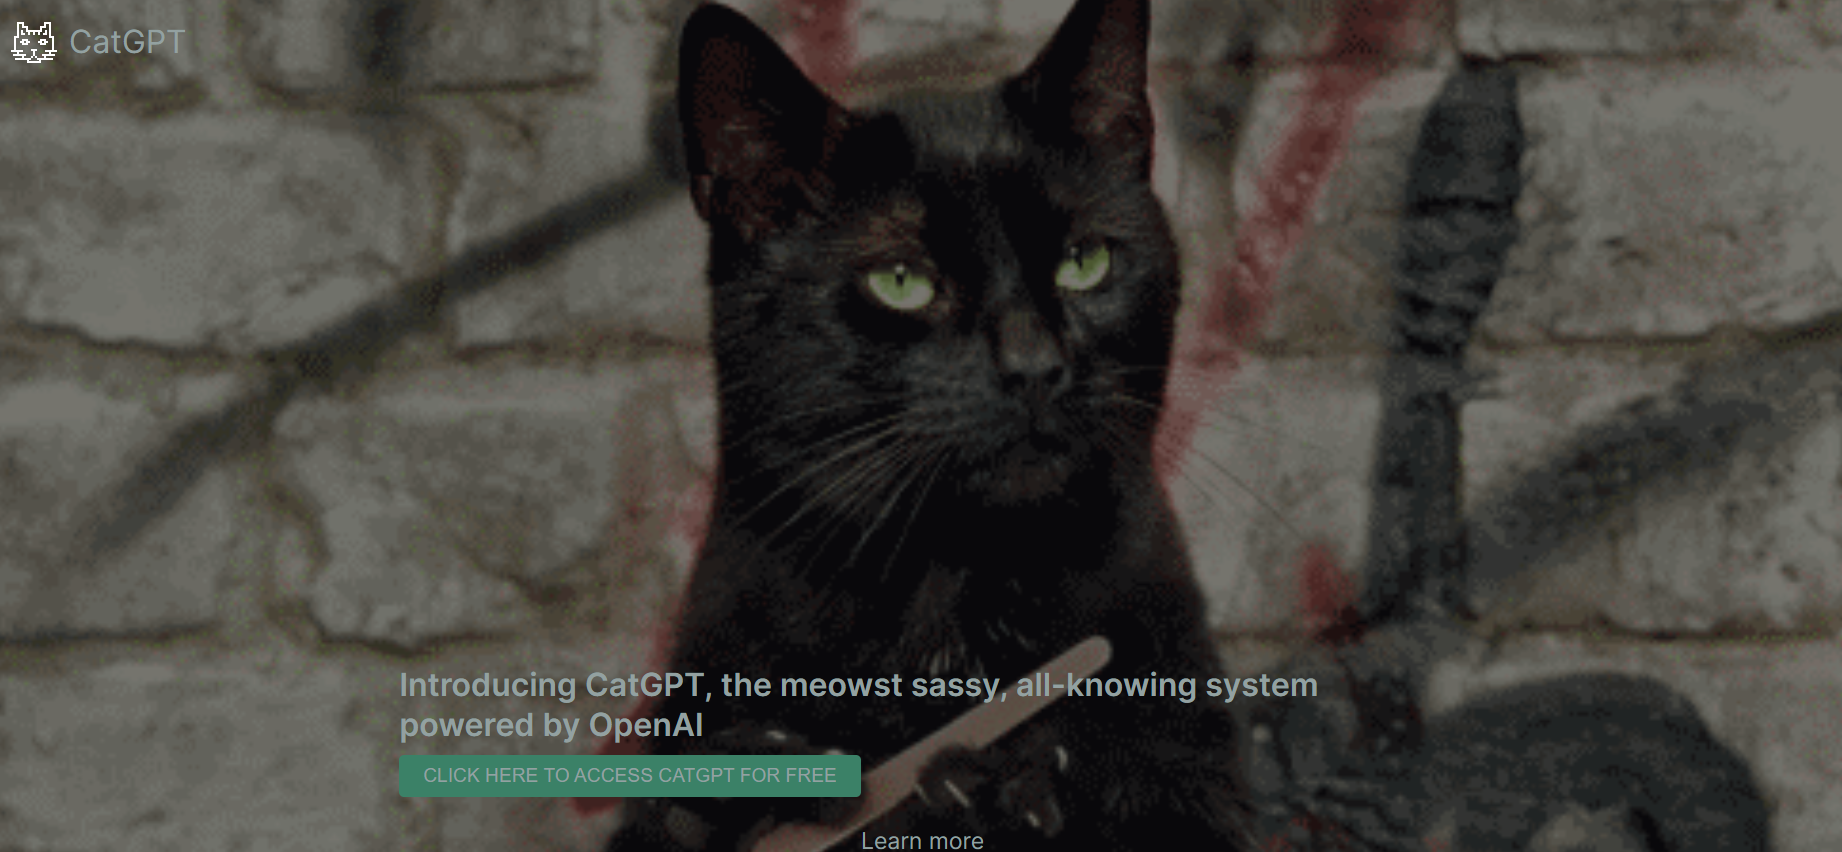 CatGPT
Introducing CatGPT, the meowst sassy, all-knowing system
powered by OpenAI
CLICK HERE TO ACCESS CATGPT FOR FREE
Learn more